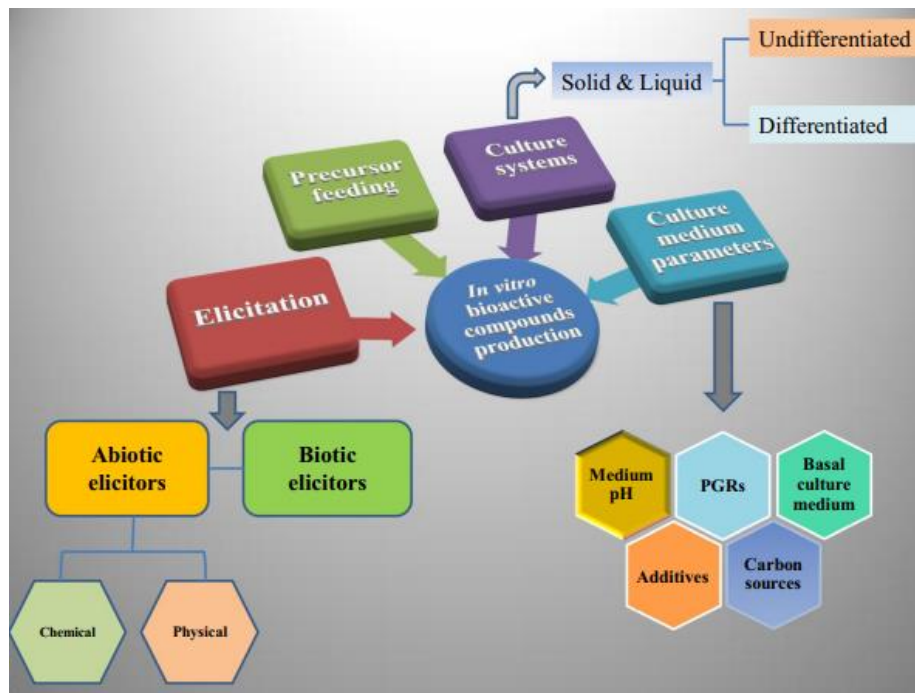 Undifferentiated
Solid & Liquid
Differentiated
Culture
systems
Precursor
feeding
Culture
medium
parameters
Elicitation
In vitro
bioactive
compounds
production
Abiotic
elicitors
Biotic
elicitors
Medium
pH
PGRs
Basal
culture
medium
Additives
Carbon
sources
Chemical
Physical